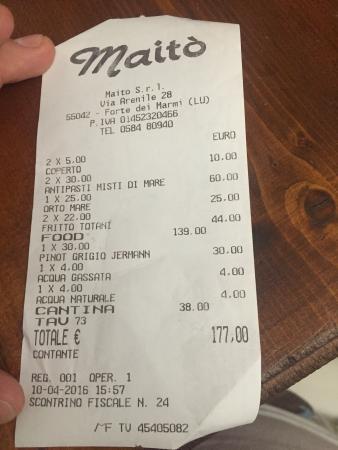 Maitò
Maito S.r.l.
Via Arenile 28
55042 - Forte dei Marmi (LU)
P.IVA 01452320466
TEL 0584 80940
EURO
2 X 5.00
COPERTO 10.00
2 X 30.00
ANTIPASTI MISTI DI MARE 60.00
1 X 25.00
ORTO MARE 25.00
2 X 22.00
FRITTO TOTANI 44.00
FOOD 139.00
1 X 30.00
PINOT GRIGIO JERMANN 30.00
1 X 4.00
ACQUA GASSATA 4.00
1 X 4.00
ACQUA NATURALE 4.00
CANTINA 38.00
TAV 73
TOTALE € 177,00
CONTANTE
REG. 001 OPER. 1
10-04-2016 15:57
SCONTRINO FISCALE N. 24
MF TV 45405082